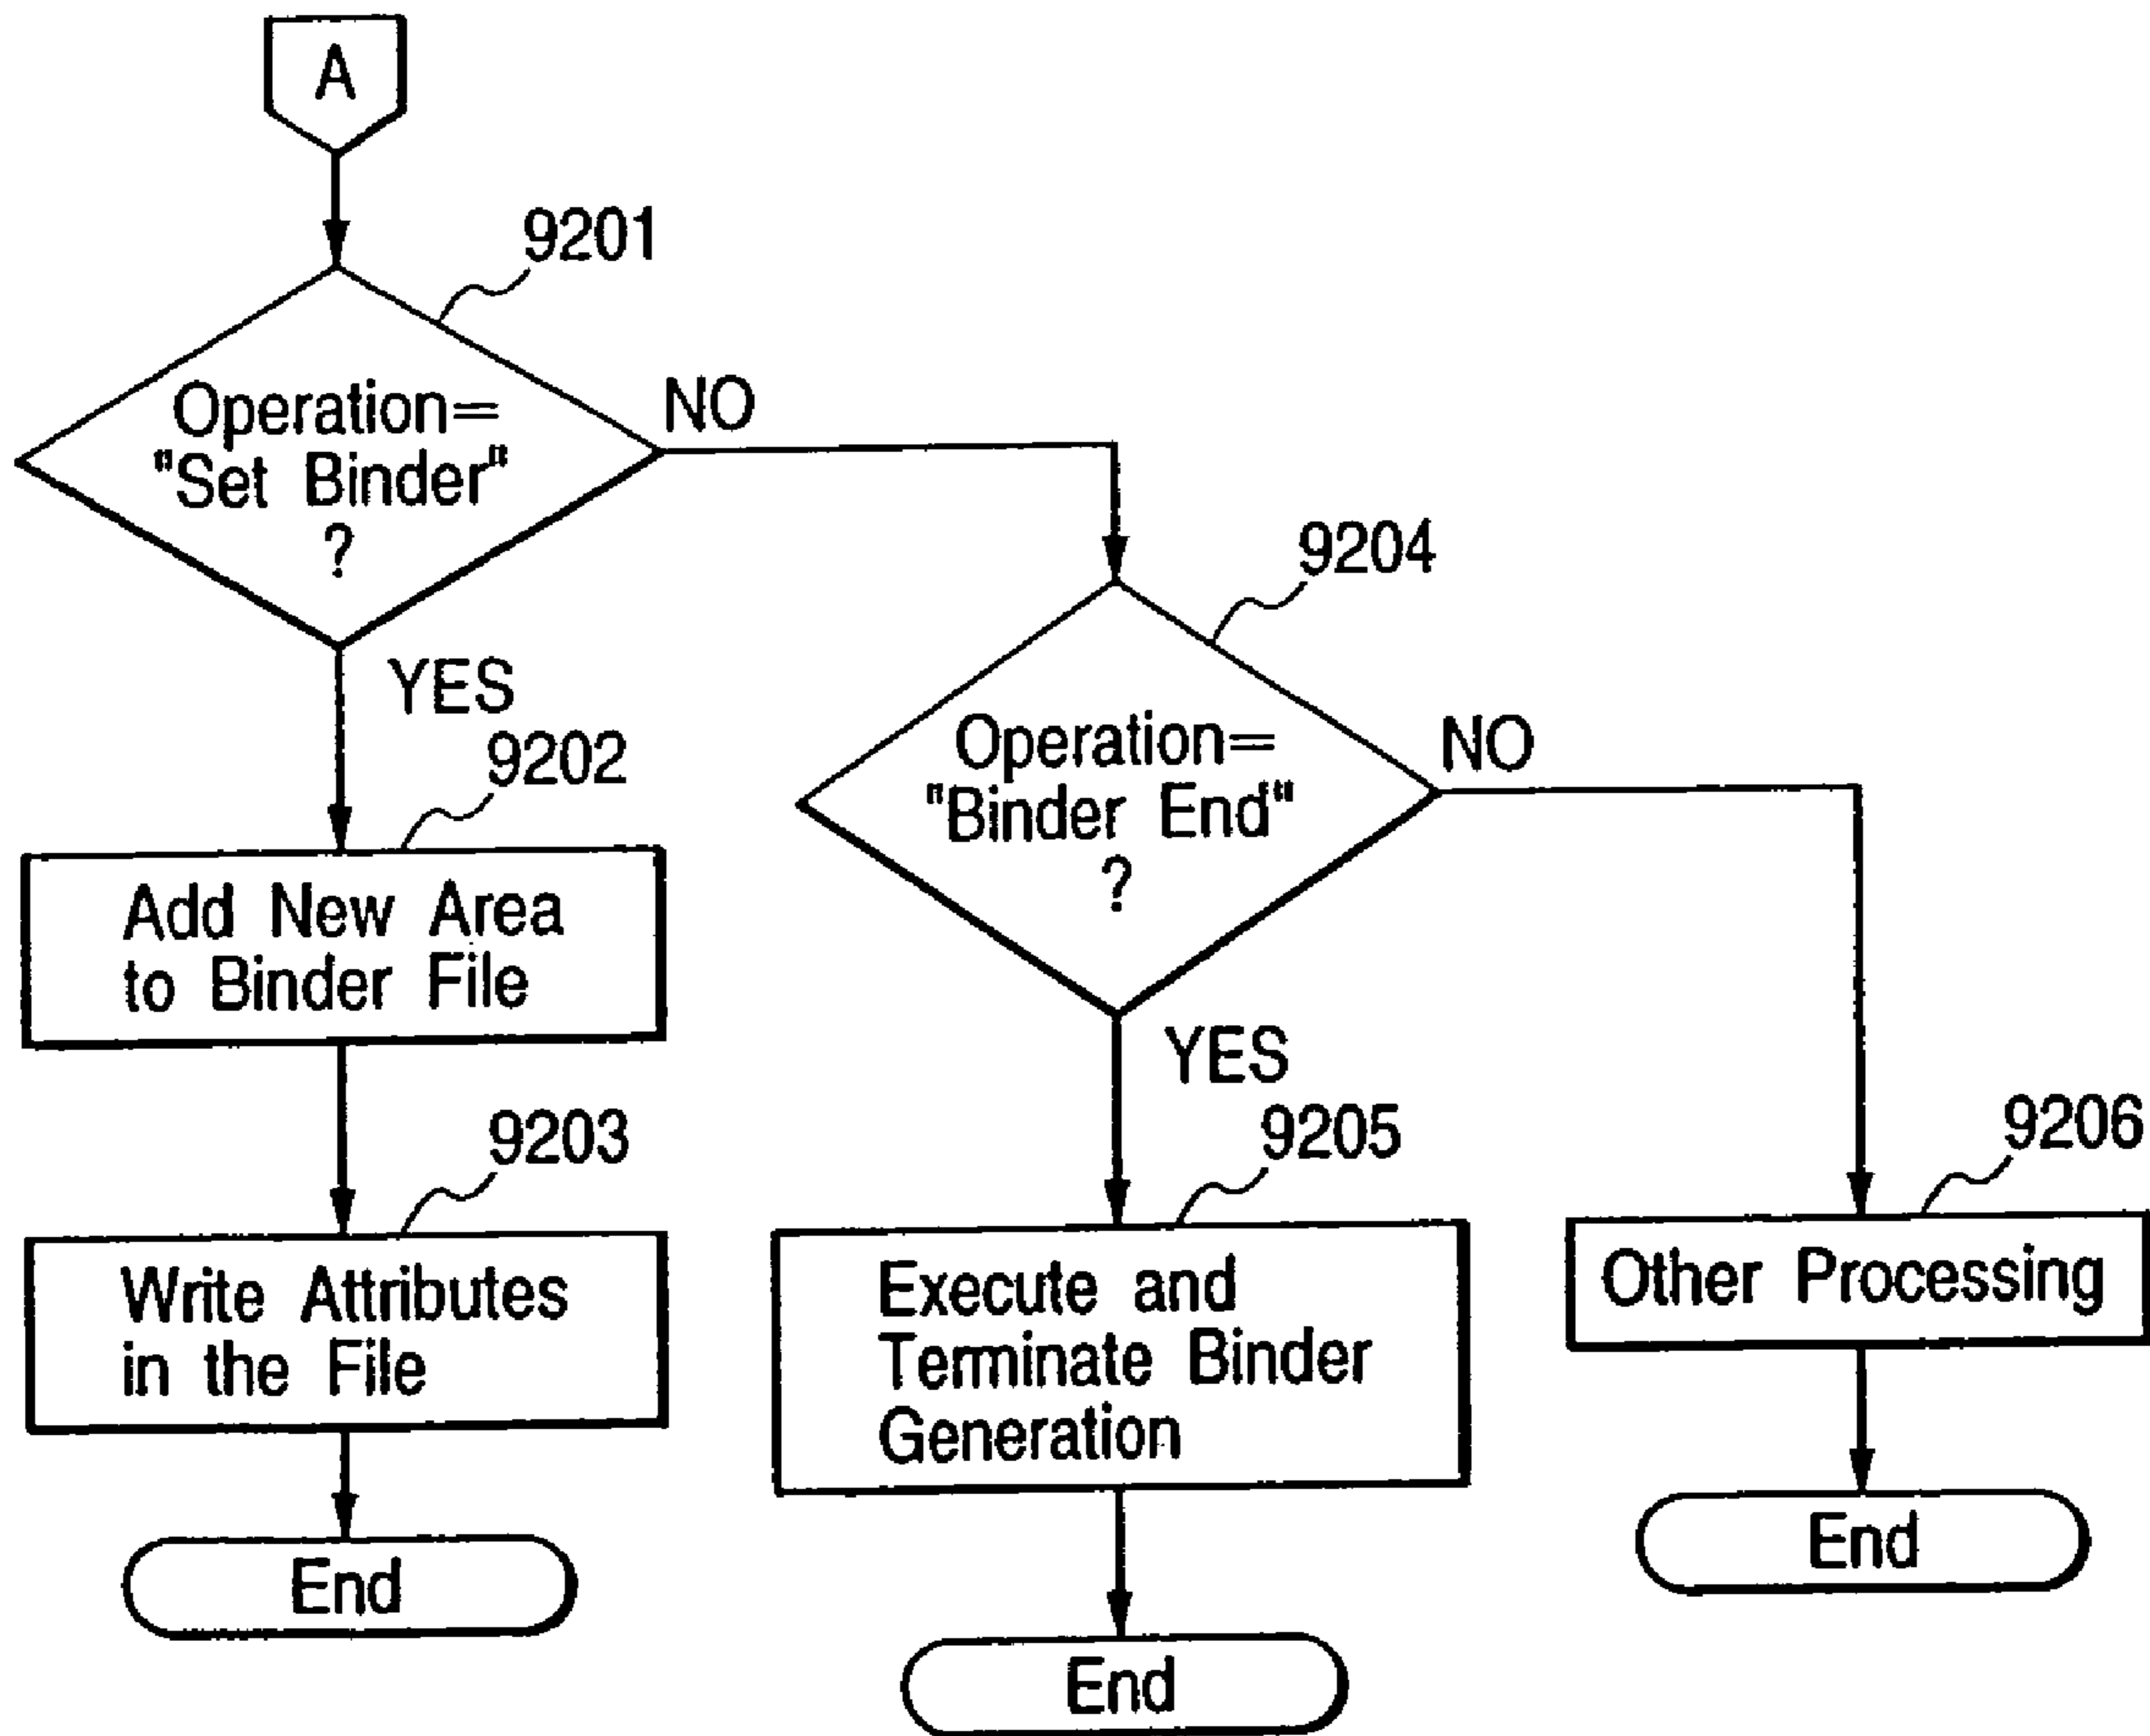 A
9201
Operation=
"Set Binder"
?
NO
YES
9202
Add New Area
to Binder File
9203
Write Attributes
in the File
End
9204
Operation=
"Binder End"
?
NO
YES
9205
Execute and
Terminate Binder
Generation
End
9206
Other Processing
End